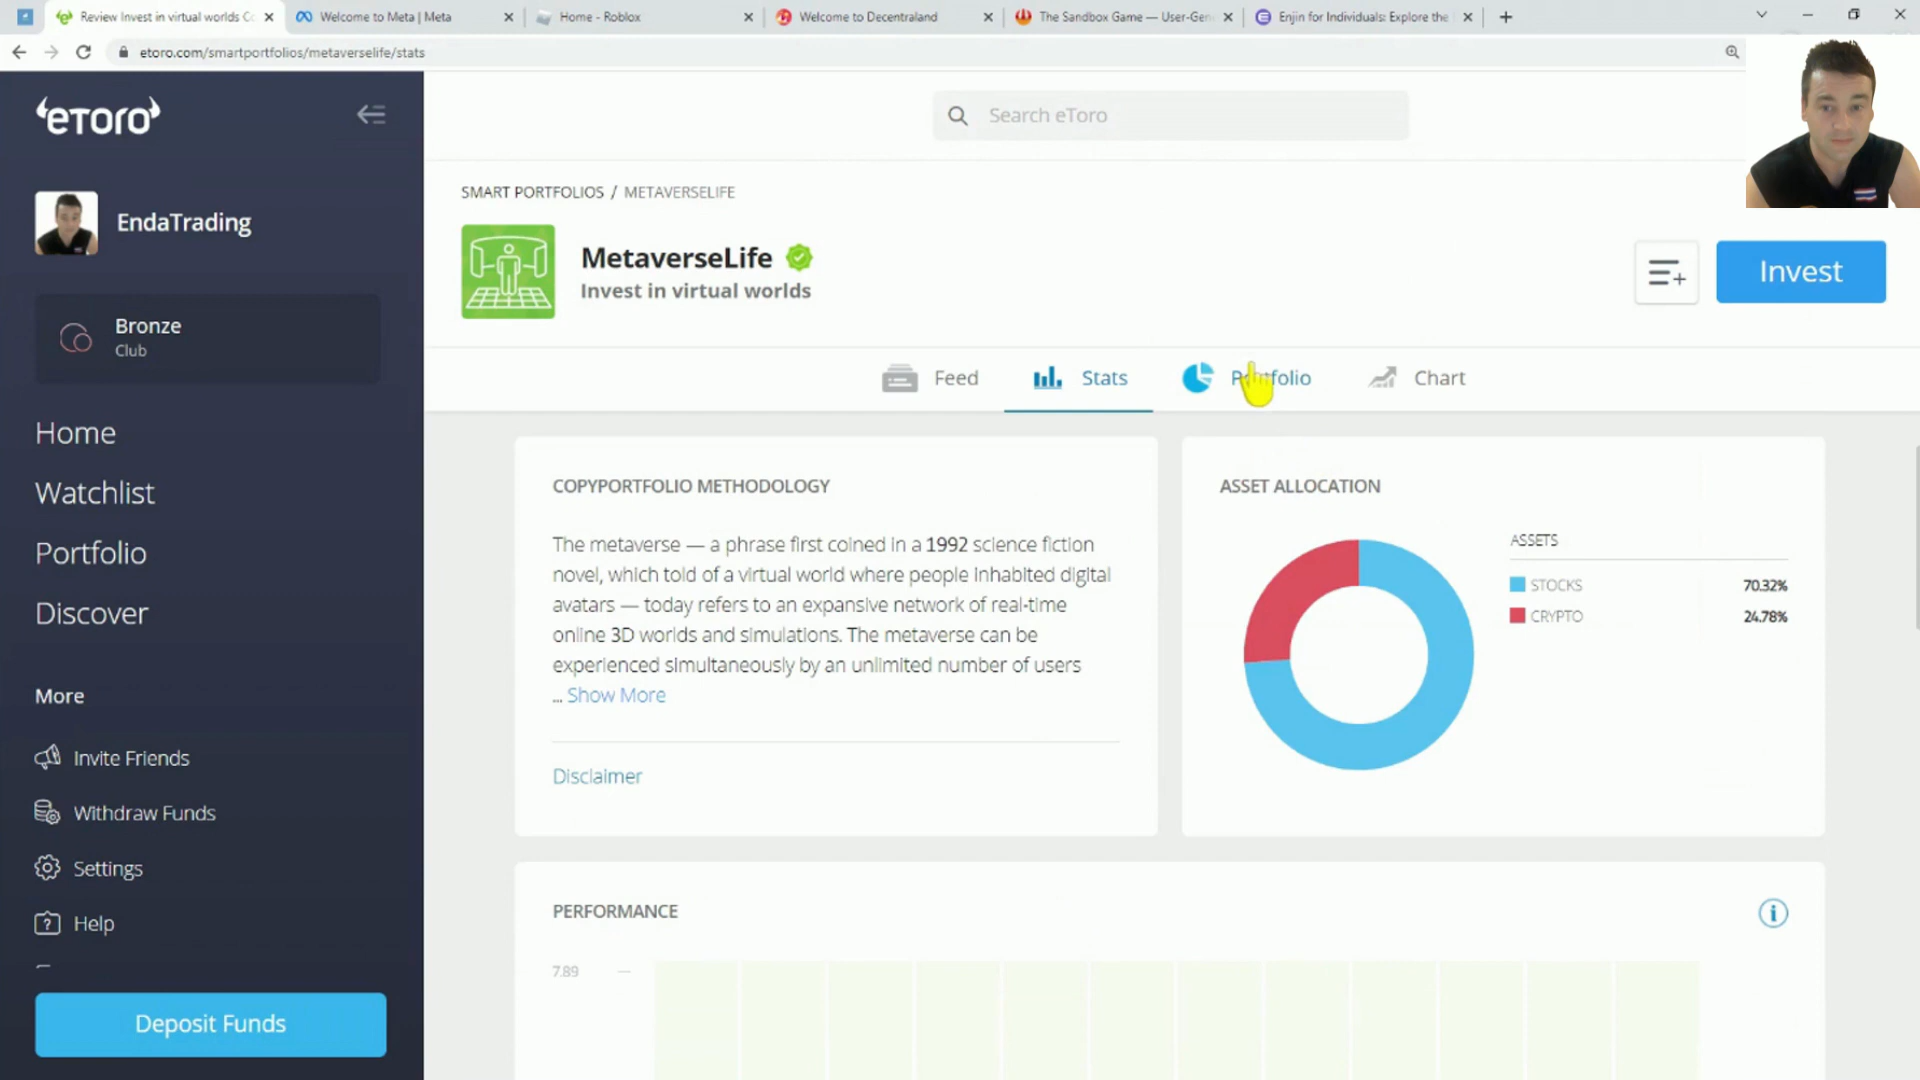 Review Invest in virtual worlds Co
Welcome to Meta | Meta
Home - Roblox
Welcome to Decentraland
The Sandbox Game — User-Gen
Enjin for Individuals: Explore the
etoro.com/smartportfolios/metaverselife/stats
eToro
Search eToro
EndaTrading
Bronze
Club
Home
Watchlist
Portfolio
Discover
More
Invite Friends
Withdraw Funds
Settings
Help
Deposit Funds
SMART PORTFOLIOS / METAVERSELIFE
MetaverseLife
Invest in virtual worlds
Invest
Feed
Stats
Portfolio
Chart
COPYPORTFOLIO METHODOLOGY
The metaverse — a phrase first coined in a 1992 science fiction
novel, which told of a virtual world where people inhabited digital
avatars — today refers to an expansive network of real-time
online 3D worlds and simulations. The metaverse can be
experienced simultaneously by an unlimited number of users
... Show More
Disclaimer
ASSET ALLOCATION
ASSETS
STOCKS 70.32%
CRYPTO 24.78%
PERFORMANCE
7.89